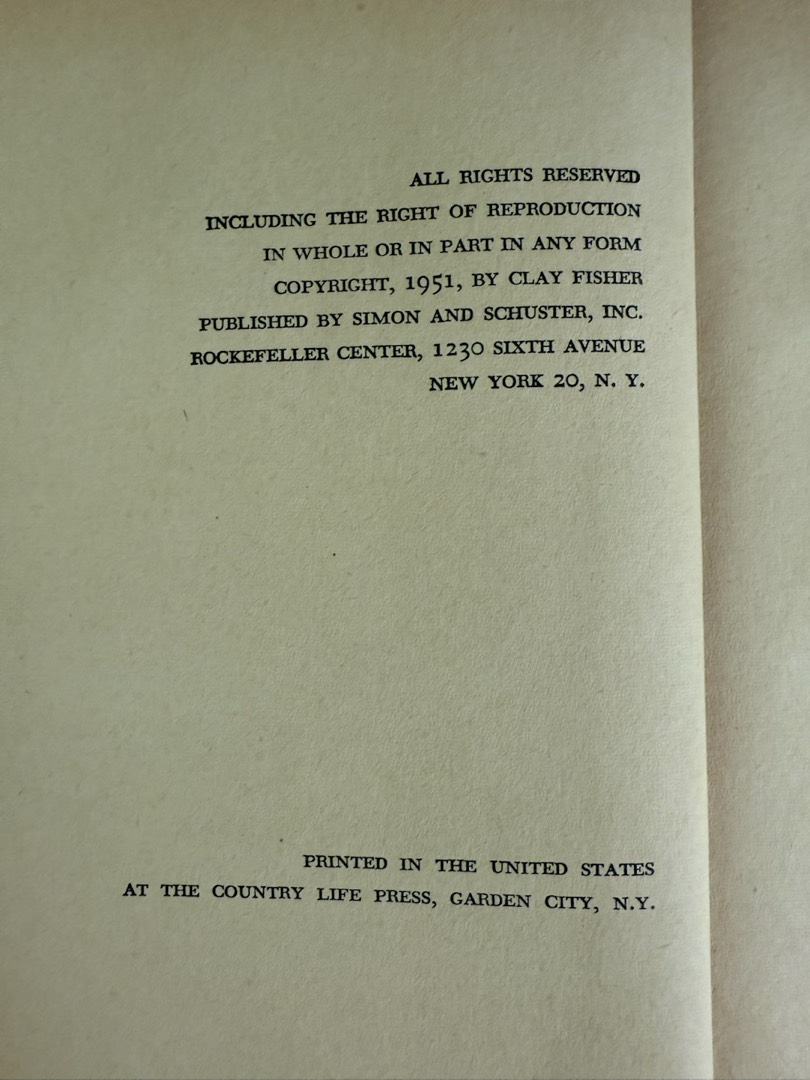 ALL RIGHTS RESERVED
INCLUDING THE RIGHT OF REPRODUCTION
IN WHOLE OR IN PART IN ANY FORM
COPYRIGHT, 1951, BY CLAY FISHER
PUBLISHED BY SIMON AND SCHUSTER, INC.
ROCKEFELLER CENTER, 1230 SIXTH AVENUE
NEW YORK 20, N. Y.
PRINTED IN THE UNITED STATES
AT THE COUNTRY LIFE PRESS, GARDEN CITY, N.Y.